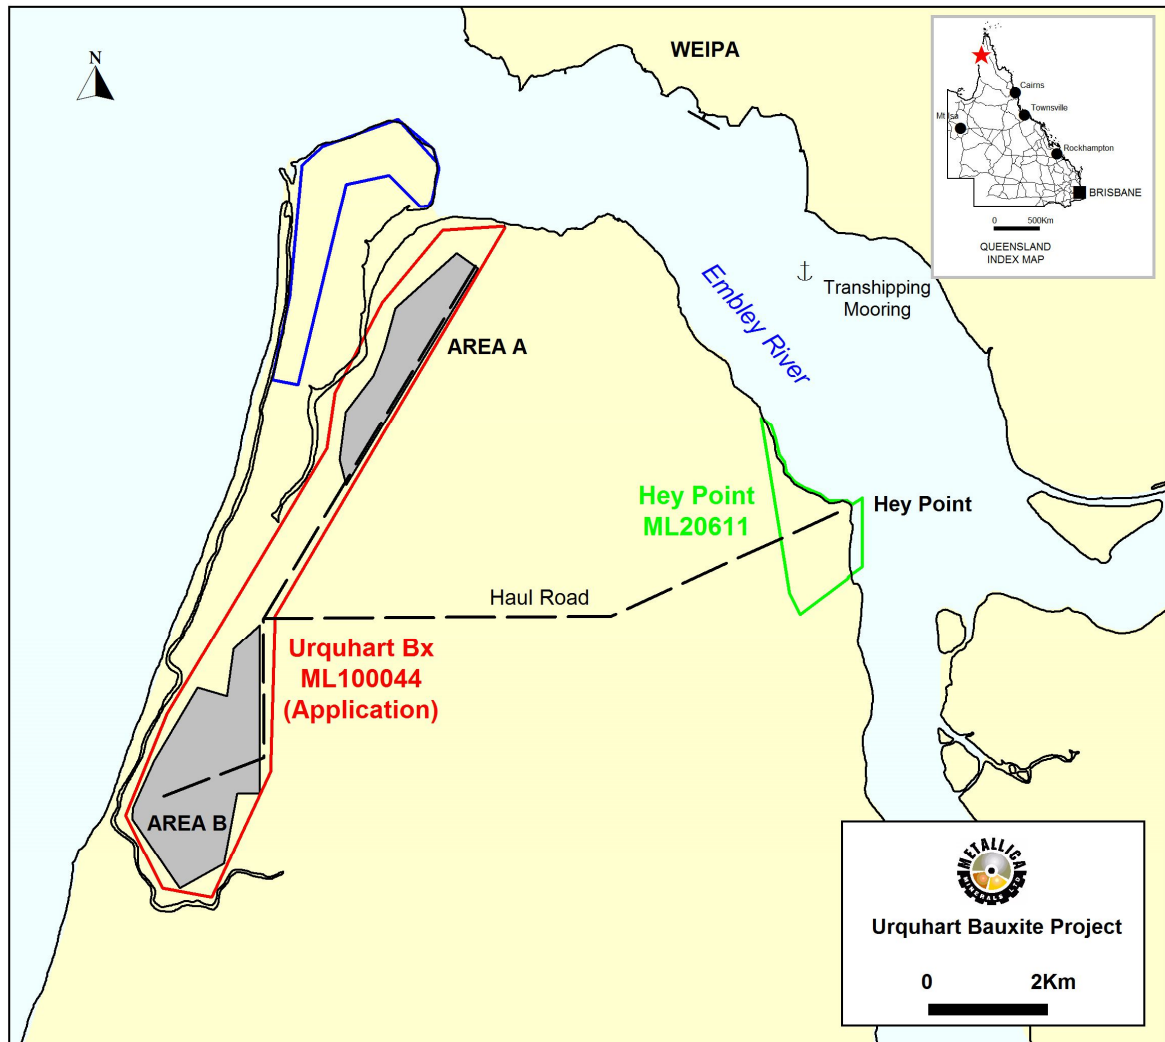 N
WEIPA
Mt Isa
Cairns
Townsville
Rockhampton
BRISBANE
0 500Km
QUEENSLAND
INDEX MAP
Embley River
Transhipping
Mooring
AREA A
Hey Point
ML20611
Hey Point
Haul Road
Urquhart Bx
ML100044
(Application)
AREA B
METALLICA
MINERALS LTD
Urquhart Bauxite Project
0 2Km